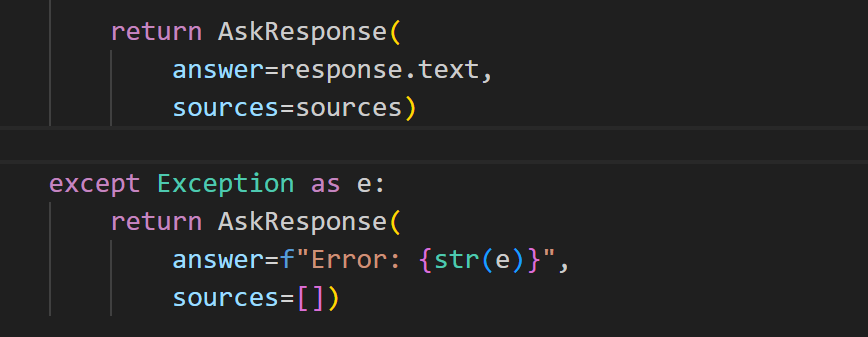 return AskResponse(
answer=response.text,
sources=sources)
except Exception as e:
return AskResponse(
answer=f"Error: {str(e)}",
sources=[])